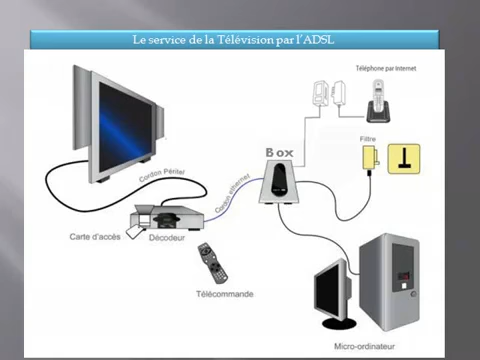 Le service de la Télévision par l'ADSL
Téléphone par Internet
Filtre
Box
Cordon Péritel
Cordon ethernet
Carte d'accès
Décodeur
Télécommande
Micro-ordinateur